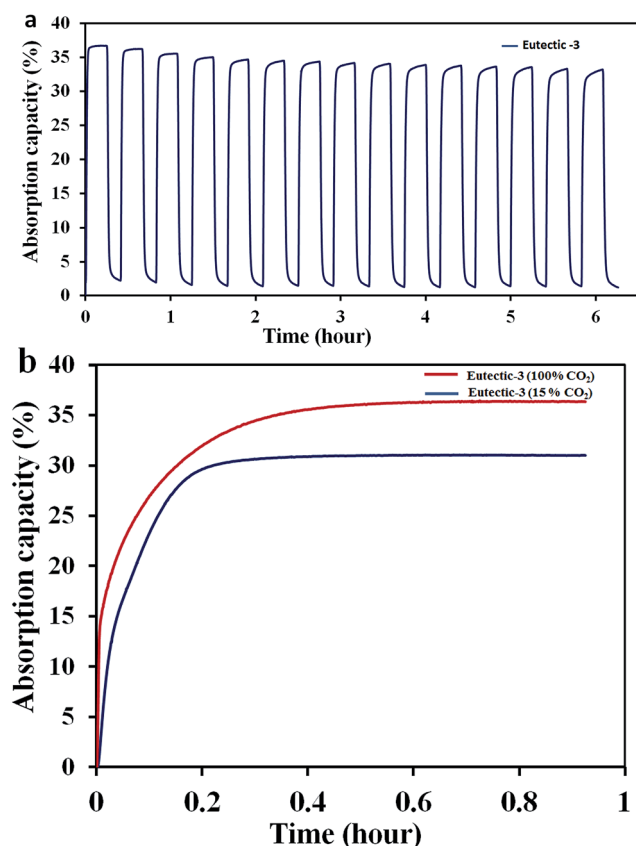 a
40
35
30
25
20
15
10
5
0
Absorption capacity (%)
Eutectic -3
0 1 2 3 4 5 6
Time (hour)
b
40
35
30
25
20
15
10
5
0
Absorption capacity (%)
Eutectic-3 (100% CO₂)
Eutectic-3 (15 % CO₂)
0 0.2 0.4 0.6 0.8 1
Time (hour)